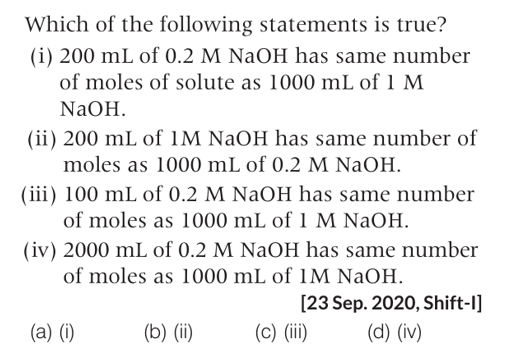 Which of the following statements is true?
(i) 200 mL of 0.2 M NaOH has same number
of moles of solute as 1000 mL of 1 M
NaOH.
(ii) 200 mL of 1M NaOH has same number of
moles as 1000 mL of 0.2 M NaOH.
(iii) 100 mL of 0.2 M NaOH has same number
of moles as 1000 mL of 1 M NaOH.
(iv) 2000 mL of 0.2 M NaOH has same number
of moles as 1000 mL of 1M NaOH.
[23 Sep. 2020, Shift-I]
(a) (i) (b) (ii) (c) (iii) (d) (iv)